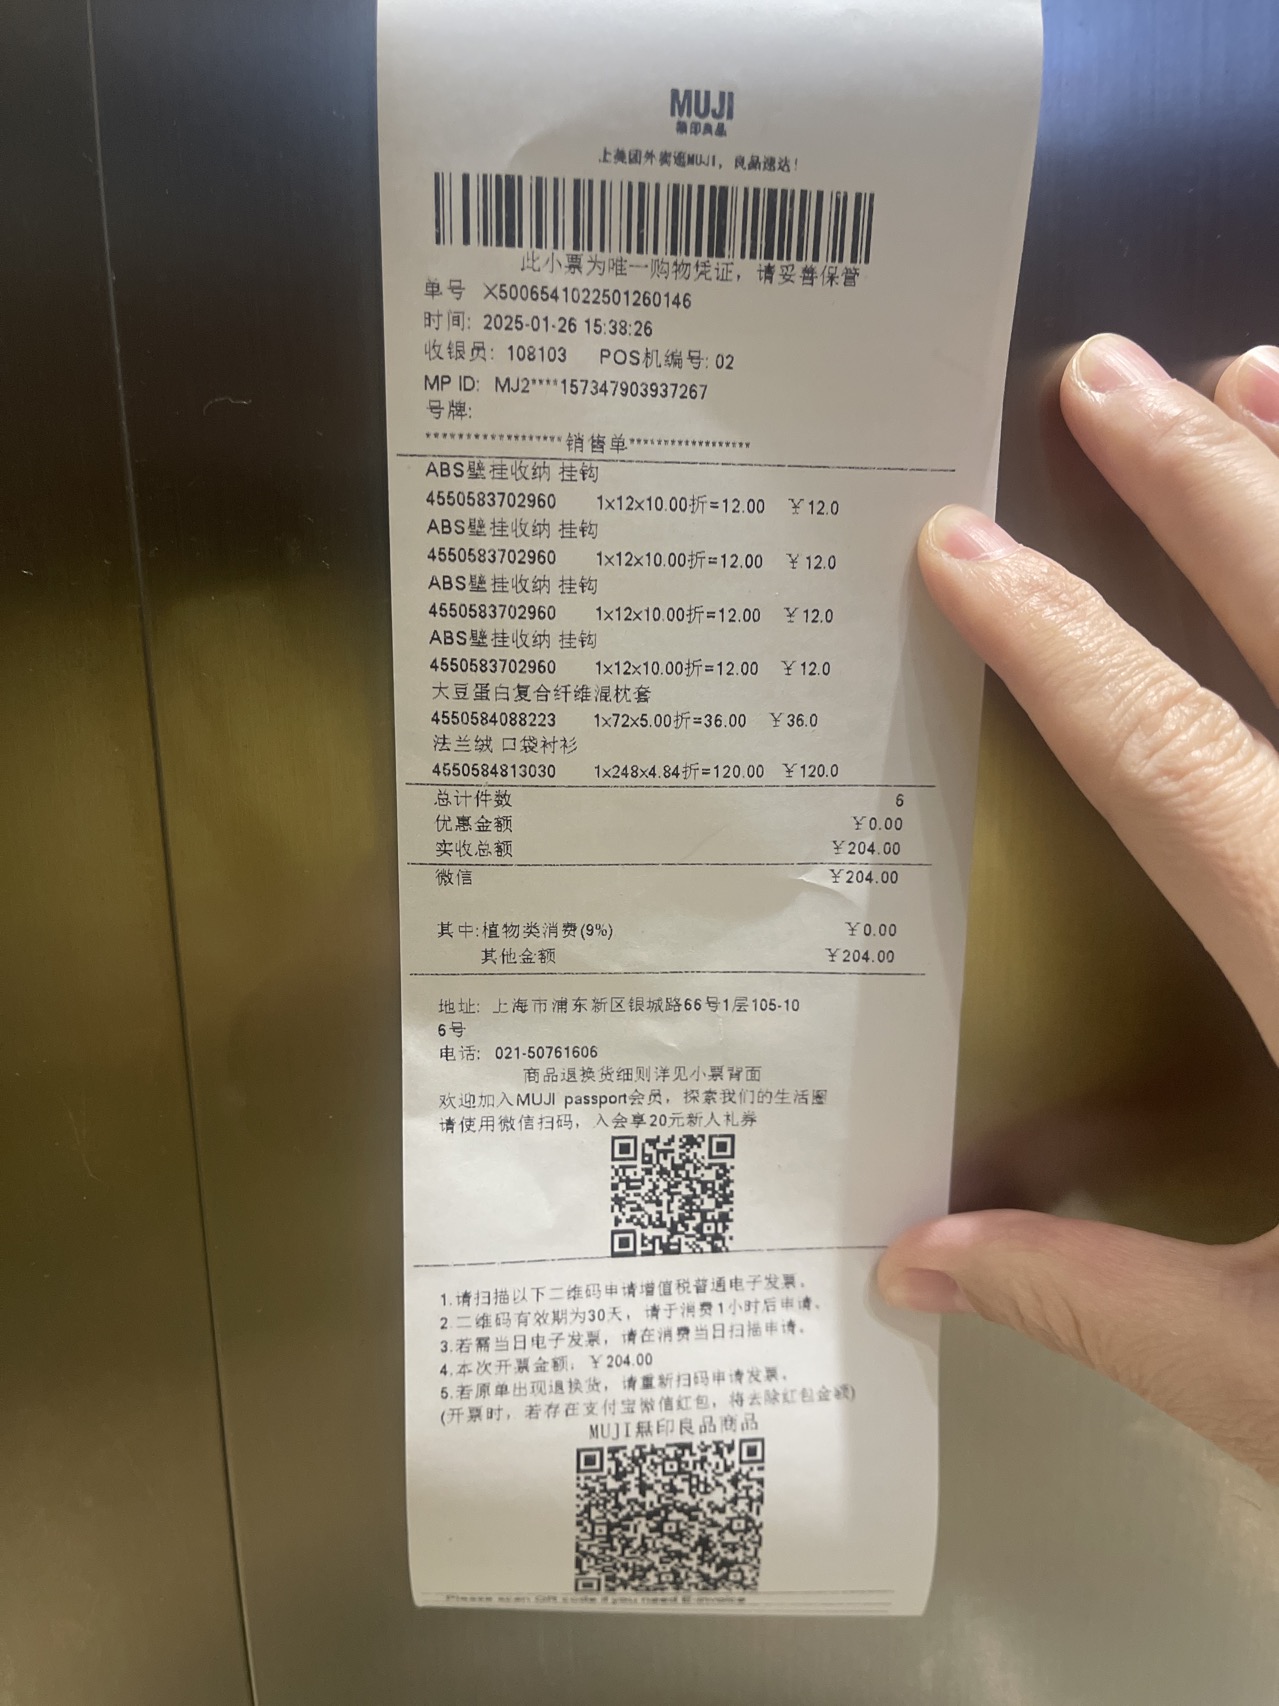 MUJI
無印良品
上美团外卖逛MUJI，良品速达！
此小票为唯一购物凭证，请妥善保管
单号 X5006541022501260146
时间: 2025-01-26 15:38:26
收银员: 108103 POS机编号: 02
MP ID: MJ2****157347903937267
号牌:
******************销售单******************
ABS壁挂收纳 挂钩
4550583702960 1x12x10.00折=12.00 ¥12.0
ABS壁挂收纳 挂钩
4550583702960 1x12x10.00折=12.00 ¥12.0
ABS壁挂收纳 挂钩
4550583702960 1x12x10.00折=12.00 ¥12.0
ABS壁挂收纳 挂钩
4550583702960 1x12x10.00折=12.00 ¥12.0
大豆蛋白复合纤维混枕套
4550584088223 1x72x5.00折=36.00 ¥36.0
法兰绒 口袋衬衫
4550584813030 1x248x4.84折=120.00 ¥120.0
总计件数 6
优惠金额 ¥0.00
实收总额 ¥204.00
微信 ¥204.00
其中:植物类消费(9%) ¥0.00
其他金额 ¥204.00
地址: 上海市浦东新区银城路66号1层105-10
6号
电话: 021-50761606
商品退换货细则详见小票背面
欢迎加入MUJI passport会员，探索我们的生活圈
请使用微信扫码，入会享20元新人礼券
1.请扫描以下二维码申请增值税普通电子发票。
2.二维码有效期为30天，请于消费1小时后申请。
3.若需当日电子发票，请在消费当日扫描申请。
4.本次开票金额，¥204.00
5.若原单出现退换货，请重新扫码申请发票。
(开票时，若存在支付宝微信红包，将去除红包金额)
MUJI無印良品商品
Please scan QR code if you need E-invoice